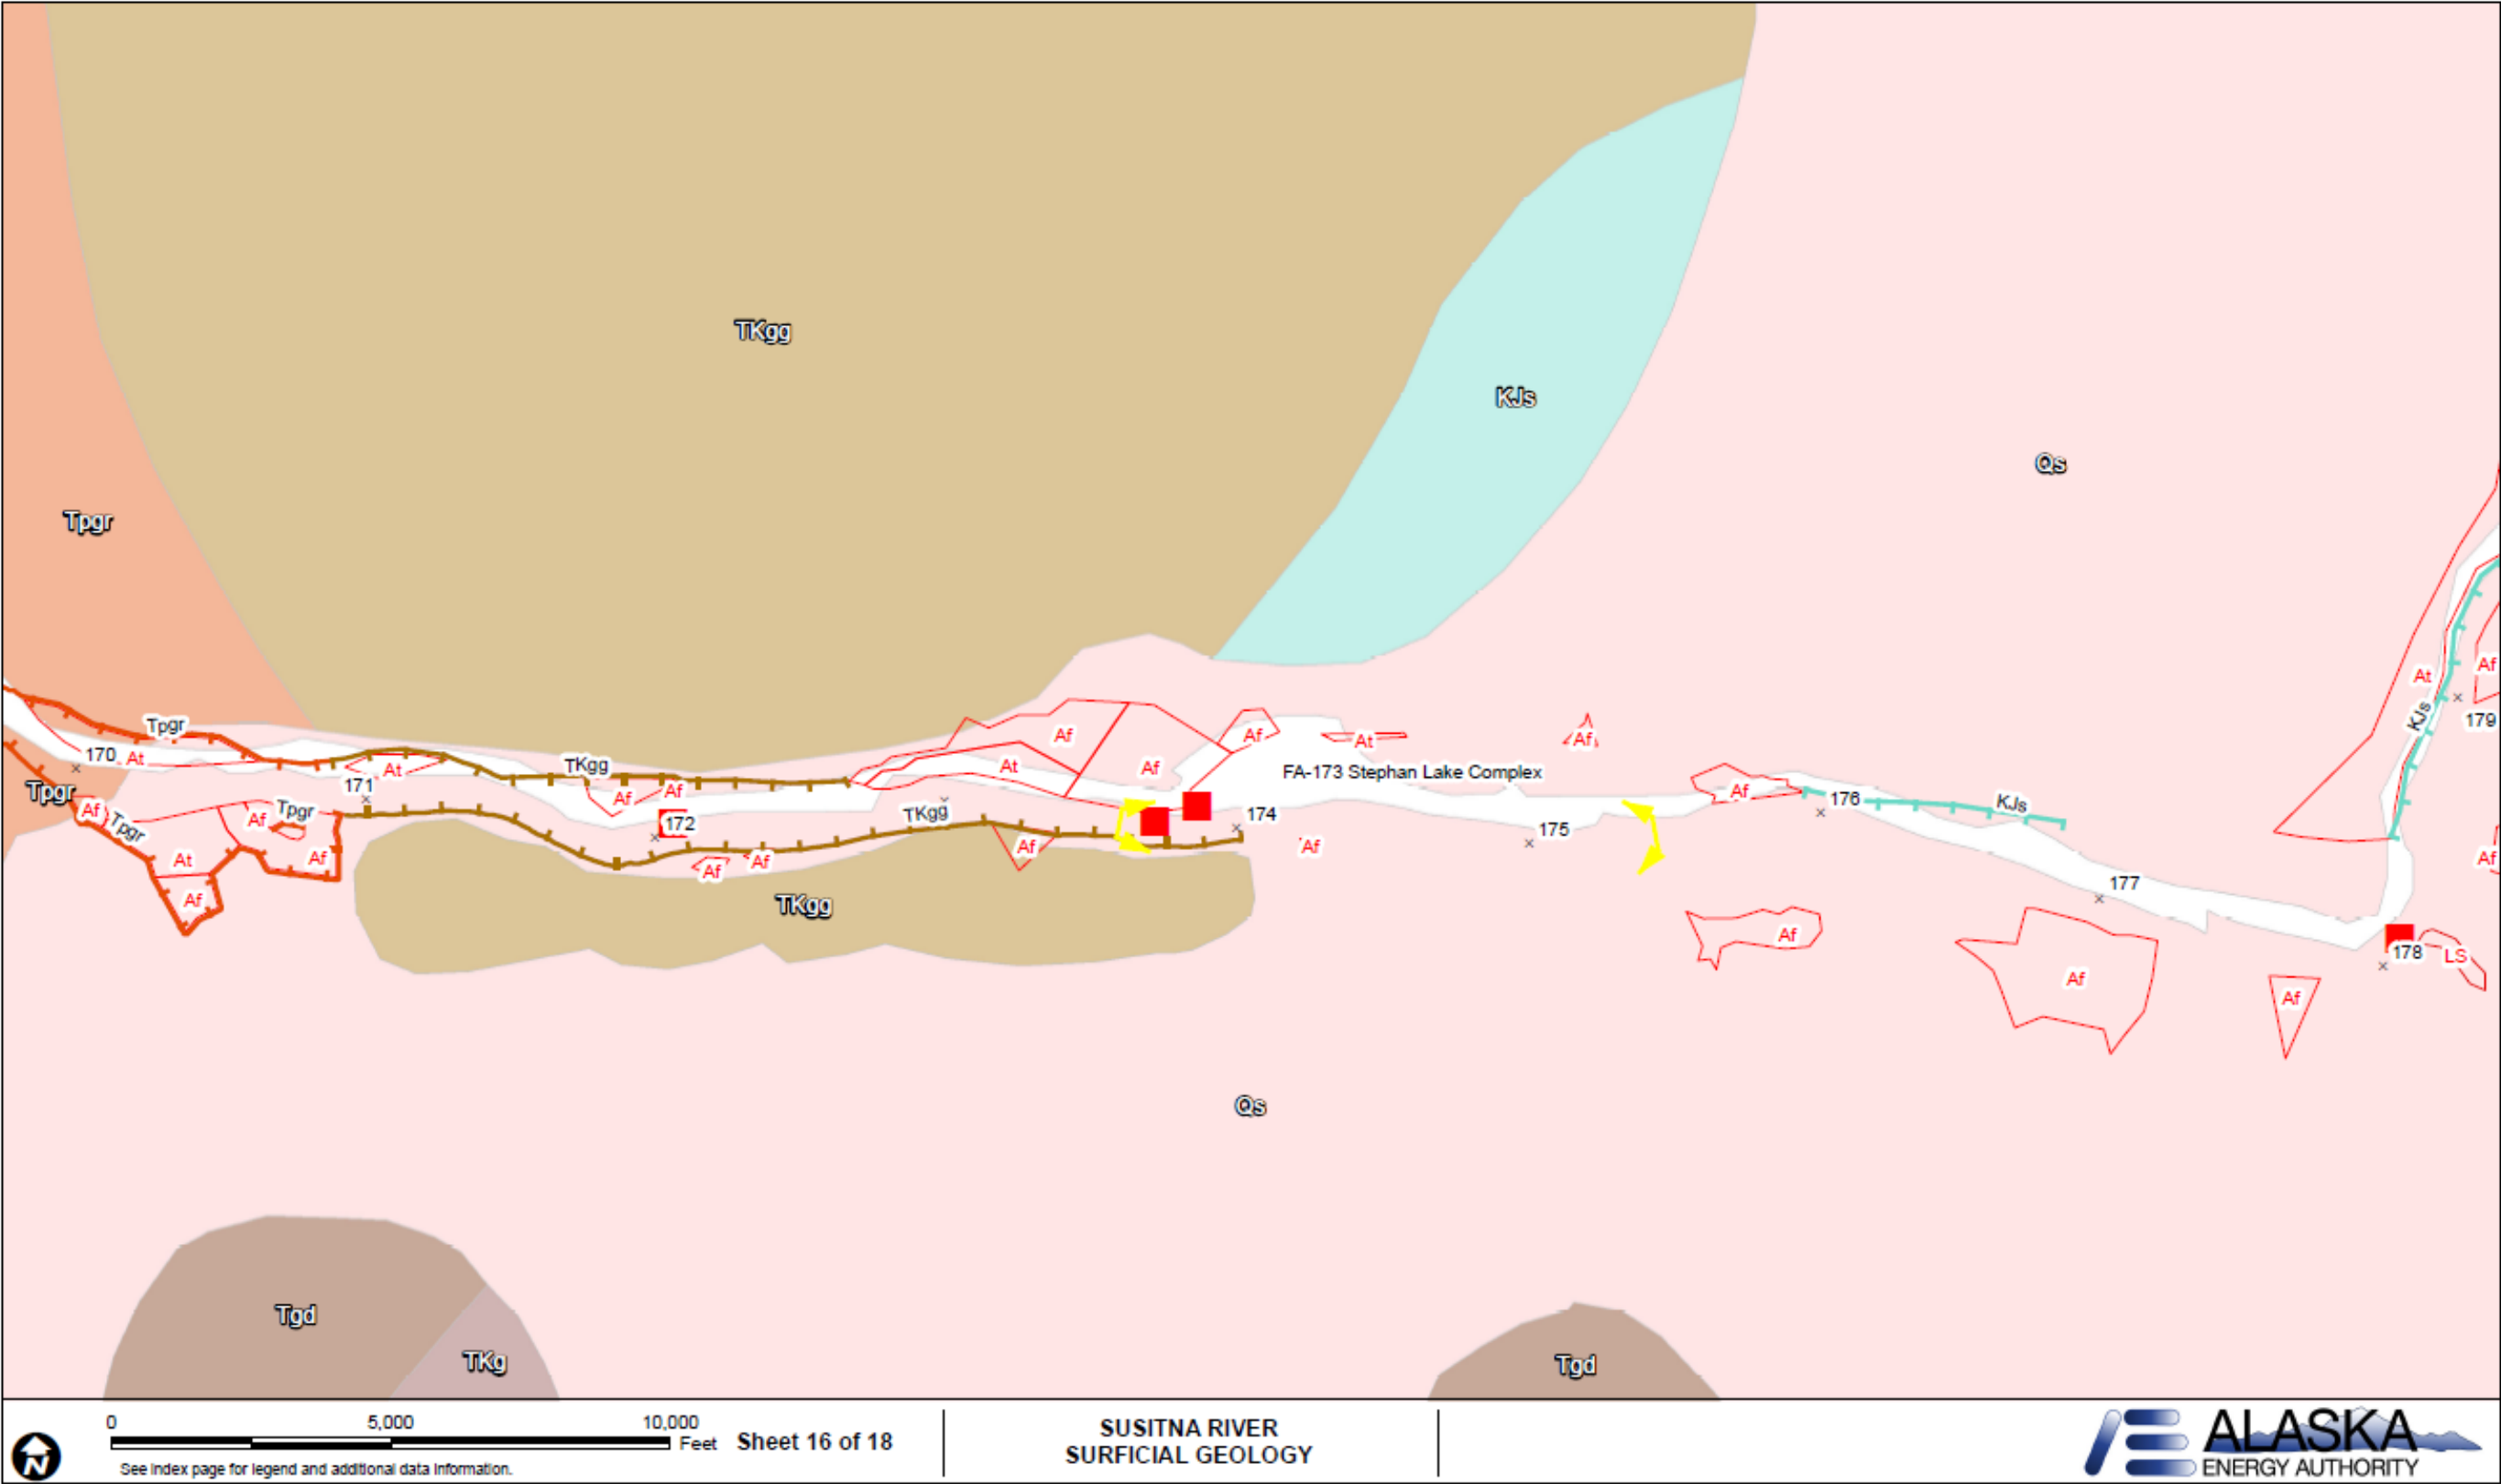 TKgg
KJs
Qs
Tpgr
At
Af
KJs
179
Tpgr
Af
At
Af
Af
At
Af
170
At
TKgg
At
At
Af
FA-173 Stephan Lake Complex
171
Tpgr
Af
Af
Af
176
KJs
Af
Tpgr
Af
Tpgr
172
TKgg
174
175
At
Af
Af
Af
Af
Af
Af
Af
177
Af
TKgg
Af
178
LS
Af
Af
Qs
Tgd
TKg
Tgd
0 5,000 10,000
Feet Sheet 16 of 18
See Index page for legend and additional data information.
N
SUSITNA RIVER
SURFICIAL GEOLOGY
ALASKA
ENERGY AUTHORITY